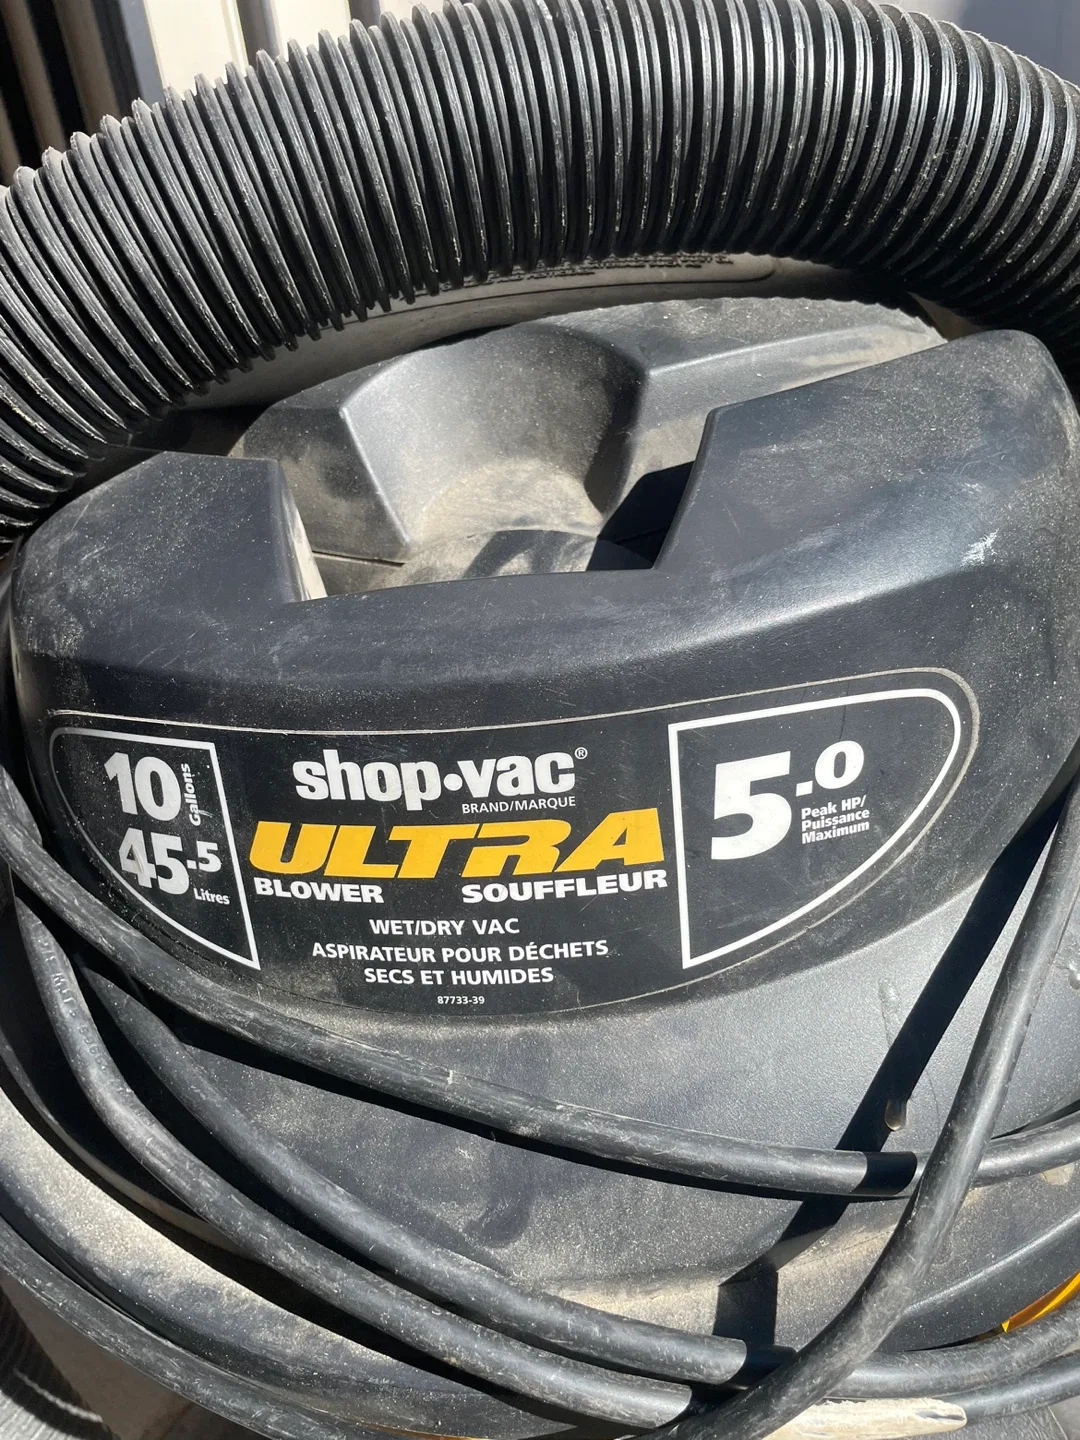 10 Gallons
45.5 Litres
shop·vac®
BRAND/MARQUE
ULTRA
BLOWER SOUFFLEUR
WET/DRY VAC
ASPIRATEUR POUR DÉCHETS
SECS ET HUMIDES
87733-39
5.0
Peak HP/
Puissance
Maximum